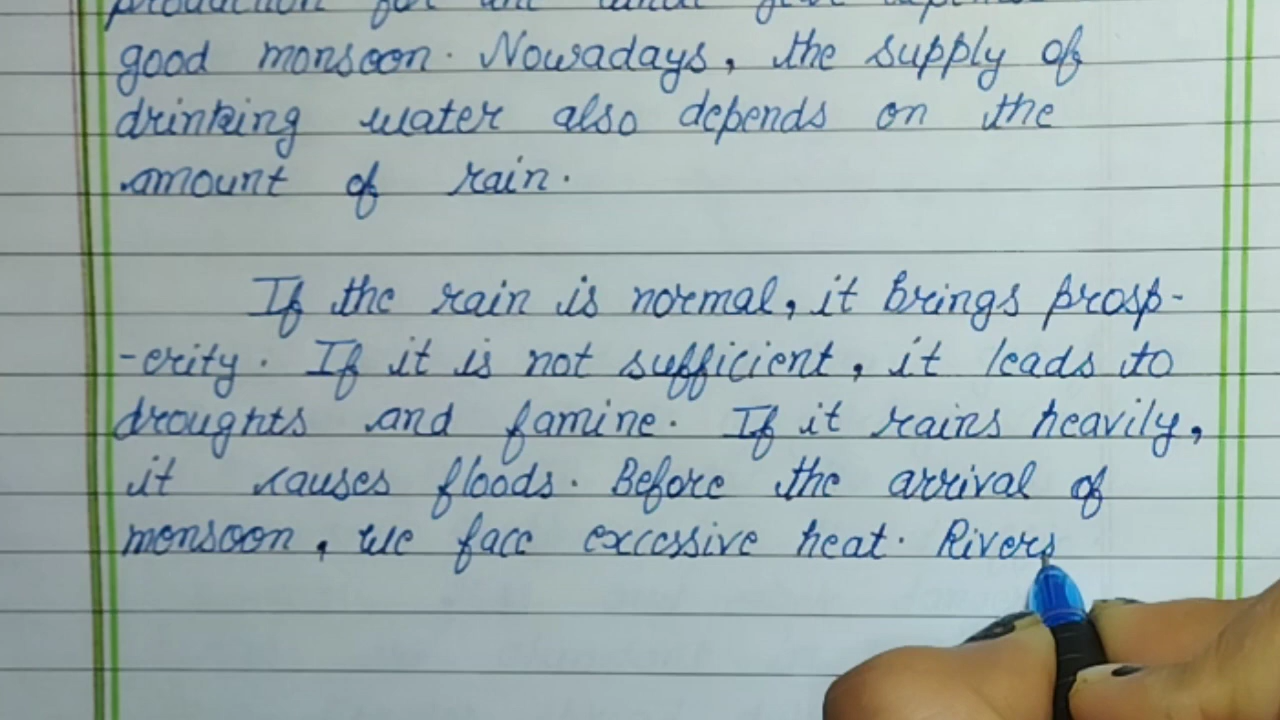 production for
good monsoon. Nowadays, the supply of
drinking water also depends on the
amount of rain.
If the rain is normal, it brings prosp-
-erity. If it is not sufficient, it leads to
droughts and famine. If it rains heavily,
it causes floods. Before the arrival of
monsoon, we face excessive heat. Rivers